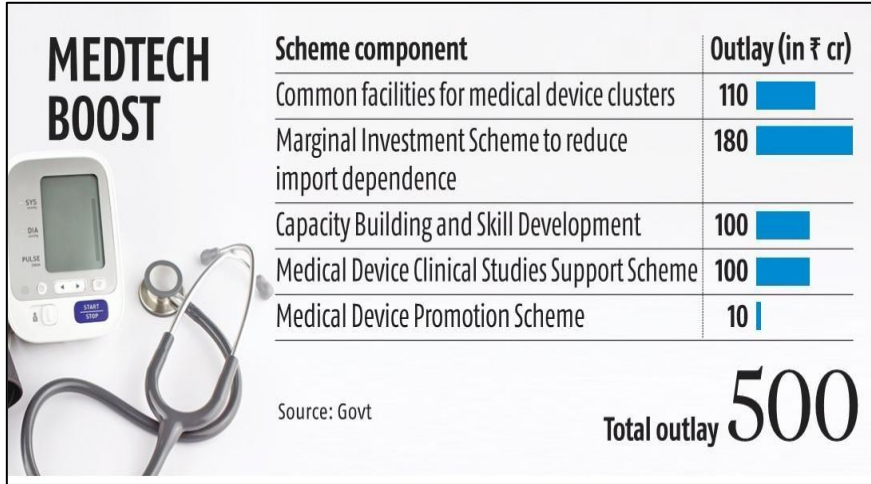 MEDTECH
BOOST
Scheme component
Outlay (in ₹ cr)
Common facilities for medical device clusters
110
Marginal Investment Scheme to reduce
import dependence
180
Capacity Building and Skill Development
100
Medical Device Clinical Studies Support Scheme
100
Medical Device Promotion Scheme
10
SYS
DIA
PULSE
START
STOP
Source: Govt
Total outlay 500